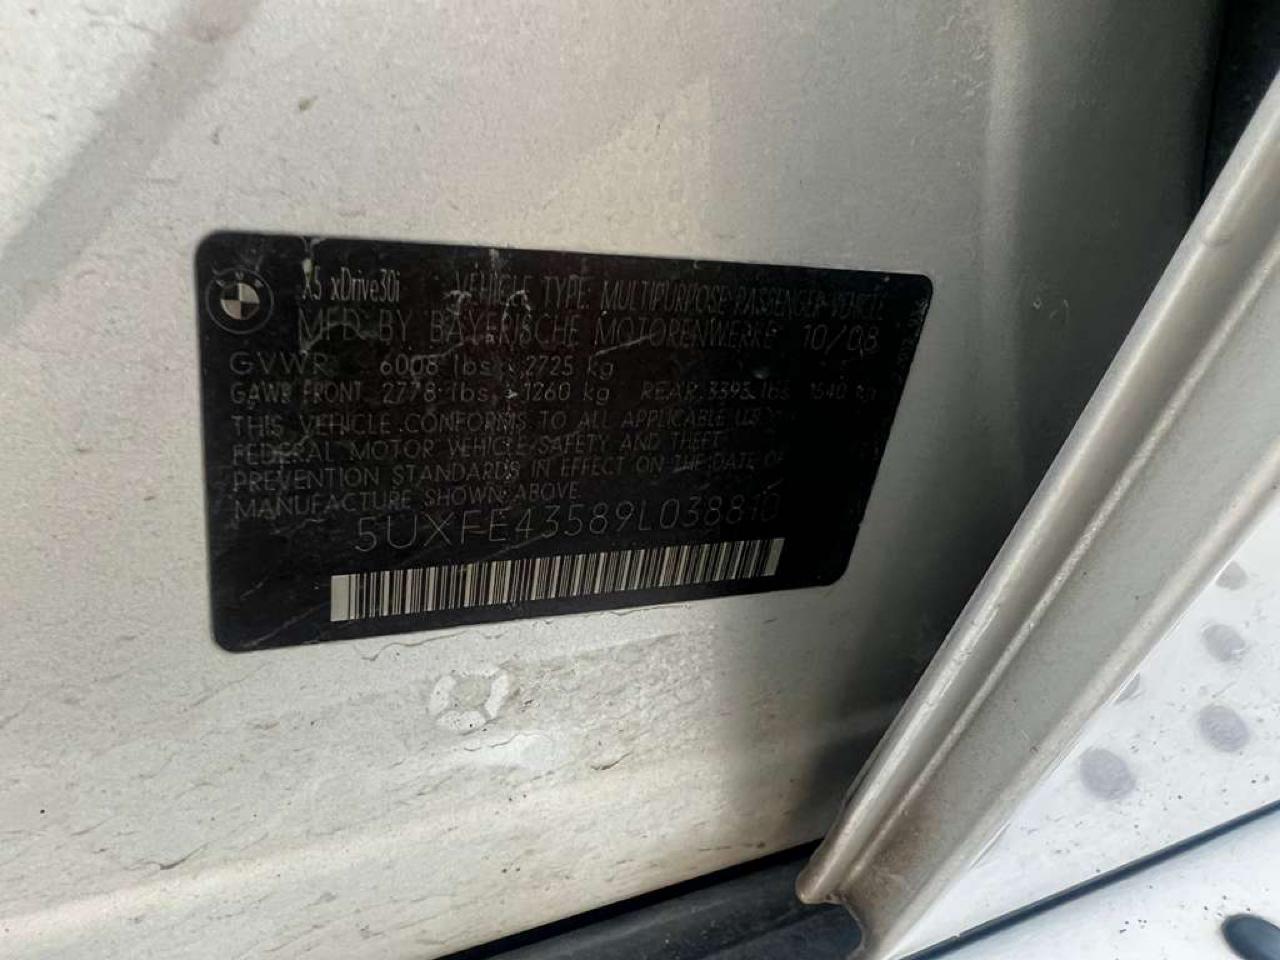 X5 xDrive30i VEHICLE TYPE: MULTIPURPOSE PASSENGER VEHICLE
MFD BY BAYERISCHE MOTORENWERKE 10/08
GVWR 6008 lbs 2725 kg
GAWR FRONT 2778 lbs 1260 kg REAR 3395 lbs 1540 kg
THIS VEHICLE CONFORMS TO ALL APPLICABLE U.S.
FEDERAL MOTOR VEHICLE SAFETY AND THEFT
PREVENTION STANDARDS IN EFFECT ON THE DATE OF
MANUFACTURE SHOWN ABOVE.
5UXFE43589L038810